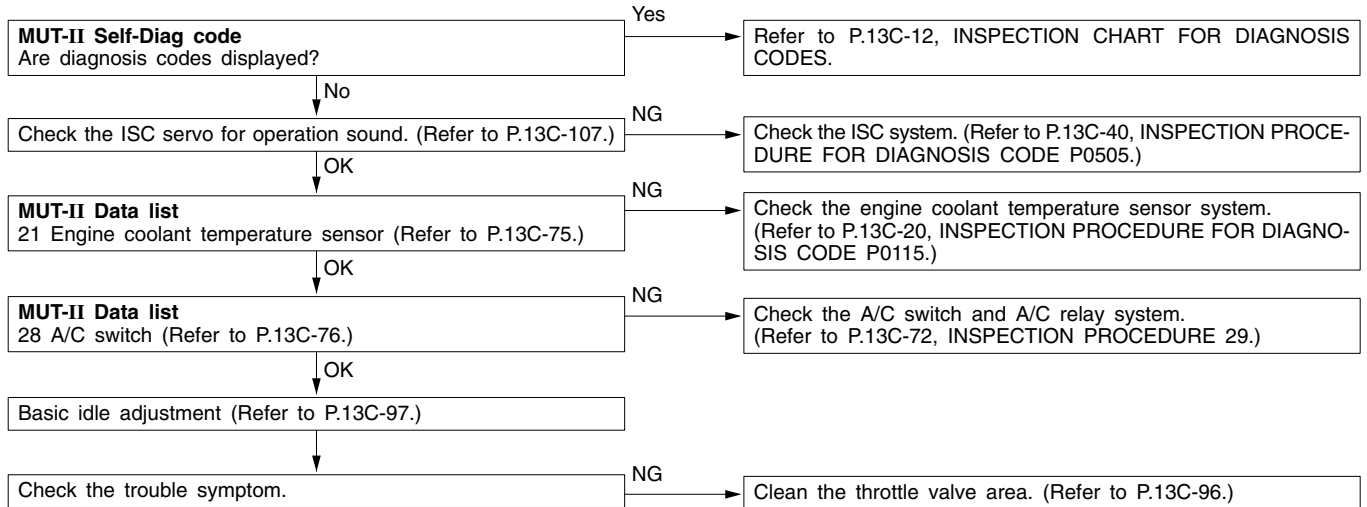 Yes
MUT-II Self-Diag code
Are diagnosis codes displayed?
Refer to P.13C-12, INSPECTION CHART FOR DIAGNOSIS
CODES.
No
NG
Check the ISC servo for operation sound. (Refer to P.13C-107.)
Check the ISC system. (Refer to P.13C-40, INSPECTION PROCE-
DURE FOR DIAGNOSIS CODE P0505.)
OK
NG
MUT-II Data list
21 Engine coolant temperature sensor (Refer to P.13C-75.)
Check the engine coolant temperature sensor system.
(Refer to P.13C-20, INSPECTION PROCEDURE FOR DIAGNO-
SIS CODE P0115.)
OK
NG
MUT-II Data list
28 A/C switch (Refer to P.13C-76.)
Check the A/C switch and A/C relay system.
(Refer to P.13C-72, INSPECTION PROCEDURE 29.)
OK
Basic idle adjustment (Refer to P.13C-97.)
NG
Check the trouble symptom.
Clean the throttle valve area. (Refer to P.13C-96.)